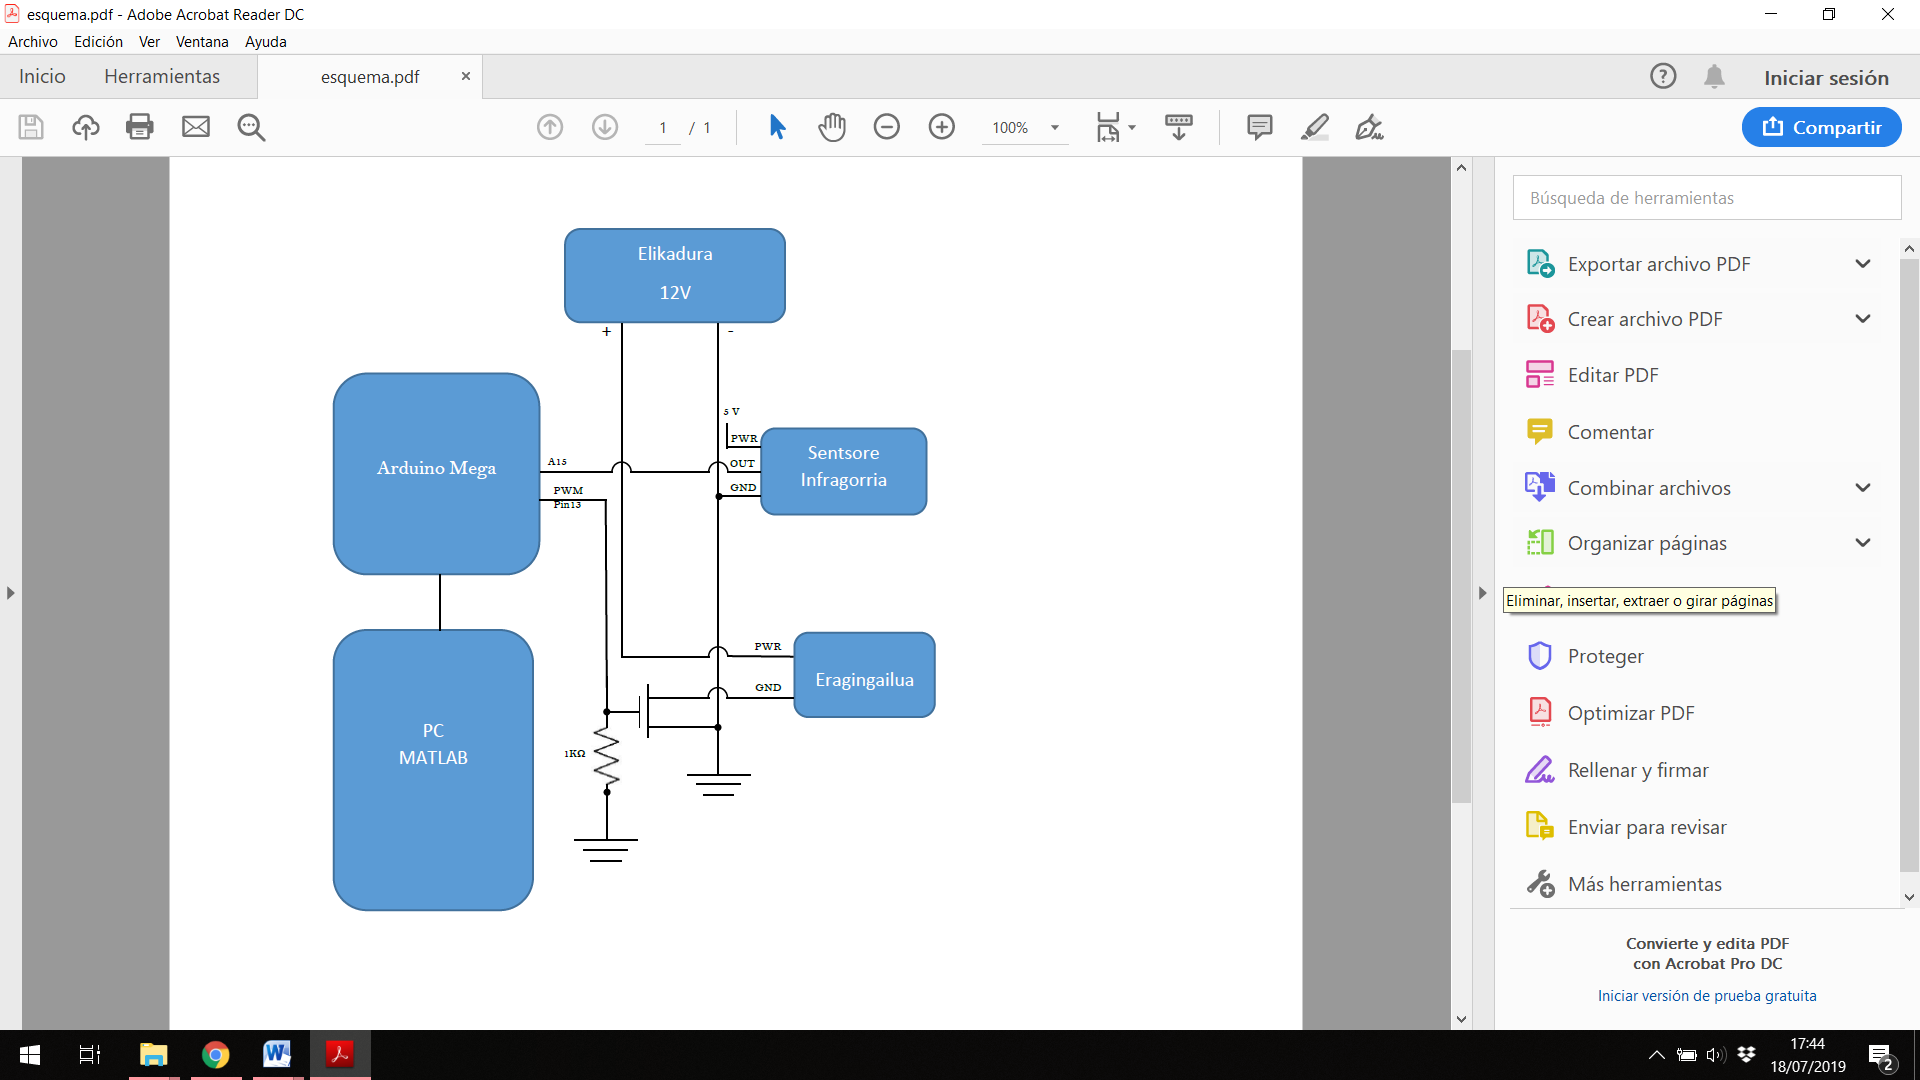 esquema.pdf - Adobe Acrobat Reader DC
Archivo Edición Ver Ventana Ayuda
Inicio Herramientas esquema.pdf × Iniciar sesión
1 / 1 100% Compartir
Elikadura
12V
+ -
Arduino Mega
A15
PWM
Pin13
5 V
PWR
OUT
GND
Sentsore
Infragorria
PWR
GND
Eragingailua
1KΩ
PC
MATLAB
Búsqueda de herramientas
Exportar archivo PDF
Crear archivo PDF
Editar PDF
Comentar
Combinar archivos
Organizar páginas
Eliminar, insertar, extraer o girar páginas
Proteger
Optimizar PDF
Rellenar y firmar
Enviar para revisar
Más herramientas
Convierte y edita PDF
con Acrobat Pro DC
Iniciar versión de prueba gratuita
17:44
18/07/2019
2